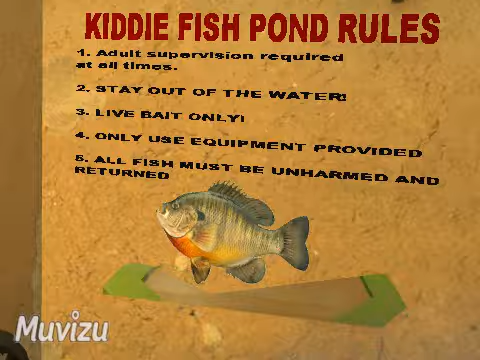 KIDDIE FISH POND RULES
1. Adult supervision required
at all times.
2. STAY OUT OF THE WATER!
3. LIVE BAIT ONLY!
4. ONLY USE EQUIPMENT PROVIDED
5. ALL FISH MUST BE UNHARMED AND
RETURNED
Muvizu